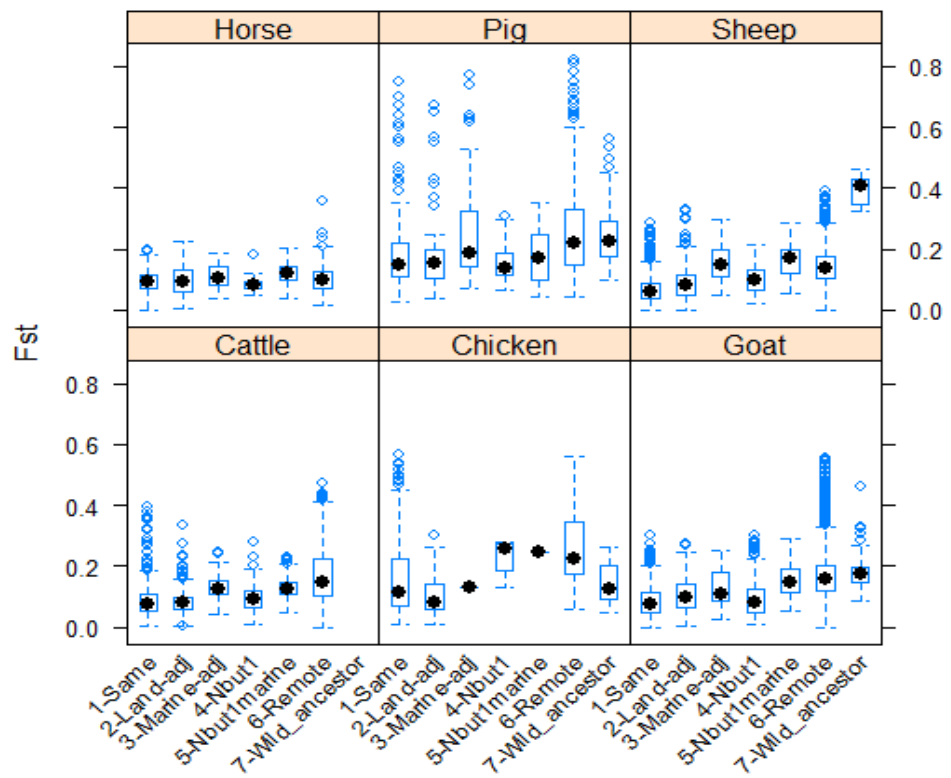 Horse Pig Sheep
0.8
0.6
0.4
0.2
0.0
Fst
Cattle Chicken Goat
0.8
0.6
0.4
0.2
0.0
1-Same 2-Land-adj 3-Marine-adj 4-Nbut1 5-Nbut1marine 6-Remote 7-Wld_ancestor
1-Same 2-Land-adj 3-Marine-adj 4-Nbut1 5-Nbut1marine 6-Remote 7-Wld_ancestor
1-Same 2-Land-adj 3-Marine-adj 4-Nbut1 5-Nbut1marine 6-Remote 7-Wld_ancestor